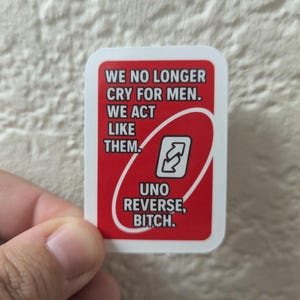 WE NO LONGER
CRY FOR MEN.
WE ACT
LIKE
THEM.
UNO
REVERSE,
BITCH.